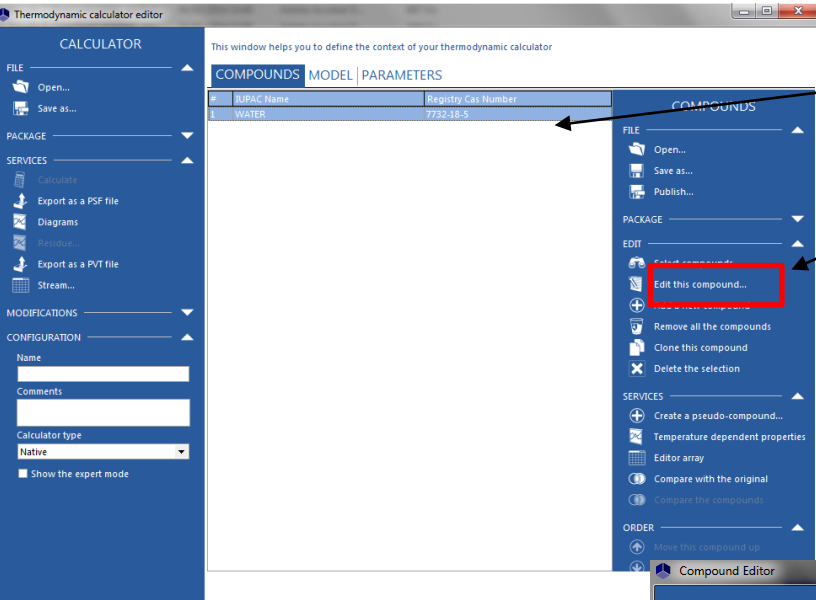 Thermodynamic calculator editor
CALCULATOR
FILE
Open...
Save as...
PACKAGE
SERVICES
Calculate
Export as a PSF file
Diagrams
Residue...
Export as a PVT file
Stream...
MODIFICATIONS
CONFIGURATION
Name
Comments
Calculator type
Native
Show the expert mode
This window helps you to define the context of your thermodynamic calculator
COMPOUNDS MODEL PARAMETERS
# IUPAC Name Registry Cas Number
1 WATER 7732-18-5
COMPOUNDS
FILE
Open...
Save as...
Publish...
PACKAGE
EDIT
Select compounds
Edit this compound...
Add a new compound
Remove all the compounds
Clone this compound
Delete the selection
SERVICES
Create a pseudo-compound...
Temperature dependent properties
Editor array
Compare with the original
Compare the compounds
ORDER
Move this compound up
Compound Editor